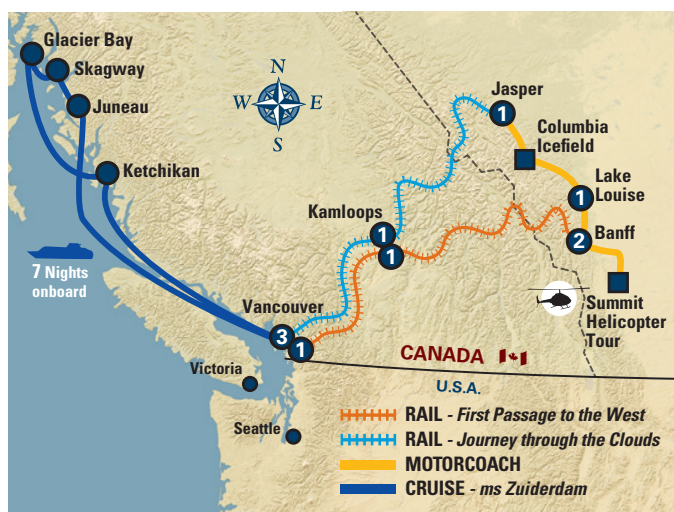 Glacier Bay
Skagway
Juneau
Ketchikan
7 Nights
onboard
N
W
E
S
Jasper
1
Columbia
Icefield
Lake
Louise
1
Banff
2
Summit
Helicopter
Tour
Kamloops
1
1
Vancouver
3
1
Victoria
Seattle
CANADA
U.S.A.
RAIL - First Passage to the West
RAIL - Journey through the Clouds
MOTORCOACH
CRUISE - ms Zuiderdam